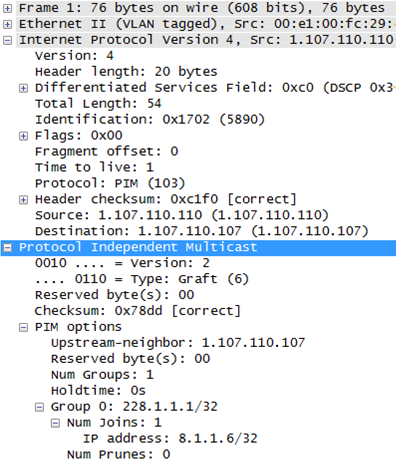 Frame 1: 76 bytes on wire (608 bits), 76 bytes
Ethernet II (VLAN tagged), Src: 00:e1:00:fc:29:
Internet Protocol Version 4, Src: 1.107.110.110
Version: 4
Header length: 20 bytes
Differentiated Services Field: 0xc0 (DSCP 0x3
Total Length: 54
Identification: 0x1702 (5890)
Flags: 0x00
Fragment offset: 0
Time to live: 1
Protocol: PIM (103)
Header checksum: 0xc1f0 [correct]
Source: 1.107.110.110 (1.107.110.110)
Destination: 1.107.110.107 (1.107.110.107)
Protocol Independent Multicast
0010 .... = Version: 2
.... 0110 = Type: Graft (6)
Reserved byte(s): 00
Checksum: 0x78dd [correct]
PIM options
Upstream-neighbor: 1.107.110.107
Reserved byte(s): 00
Num Groups: 1
Holdtime: 0s
Group 0: 228.1.1.1/32
Num Joins: 1
IP address: 8.1.1.6/32
Num Prunes: 0